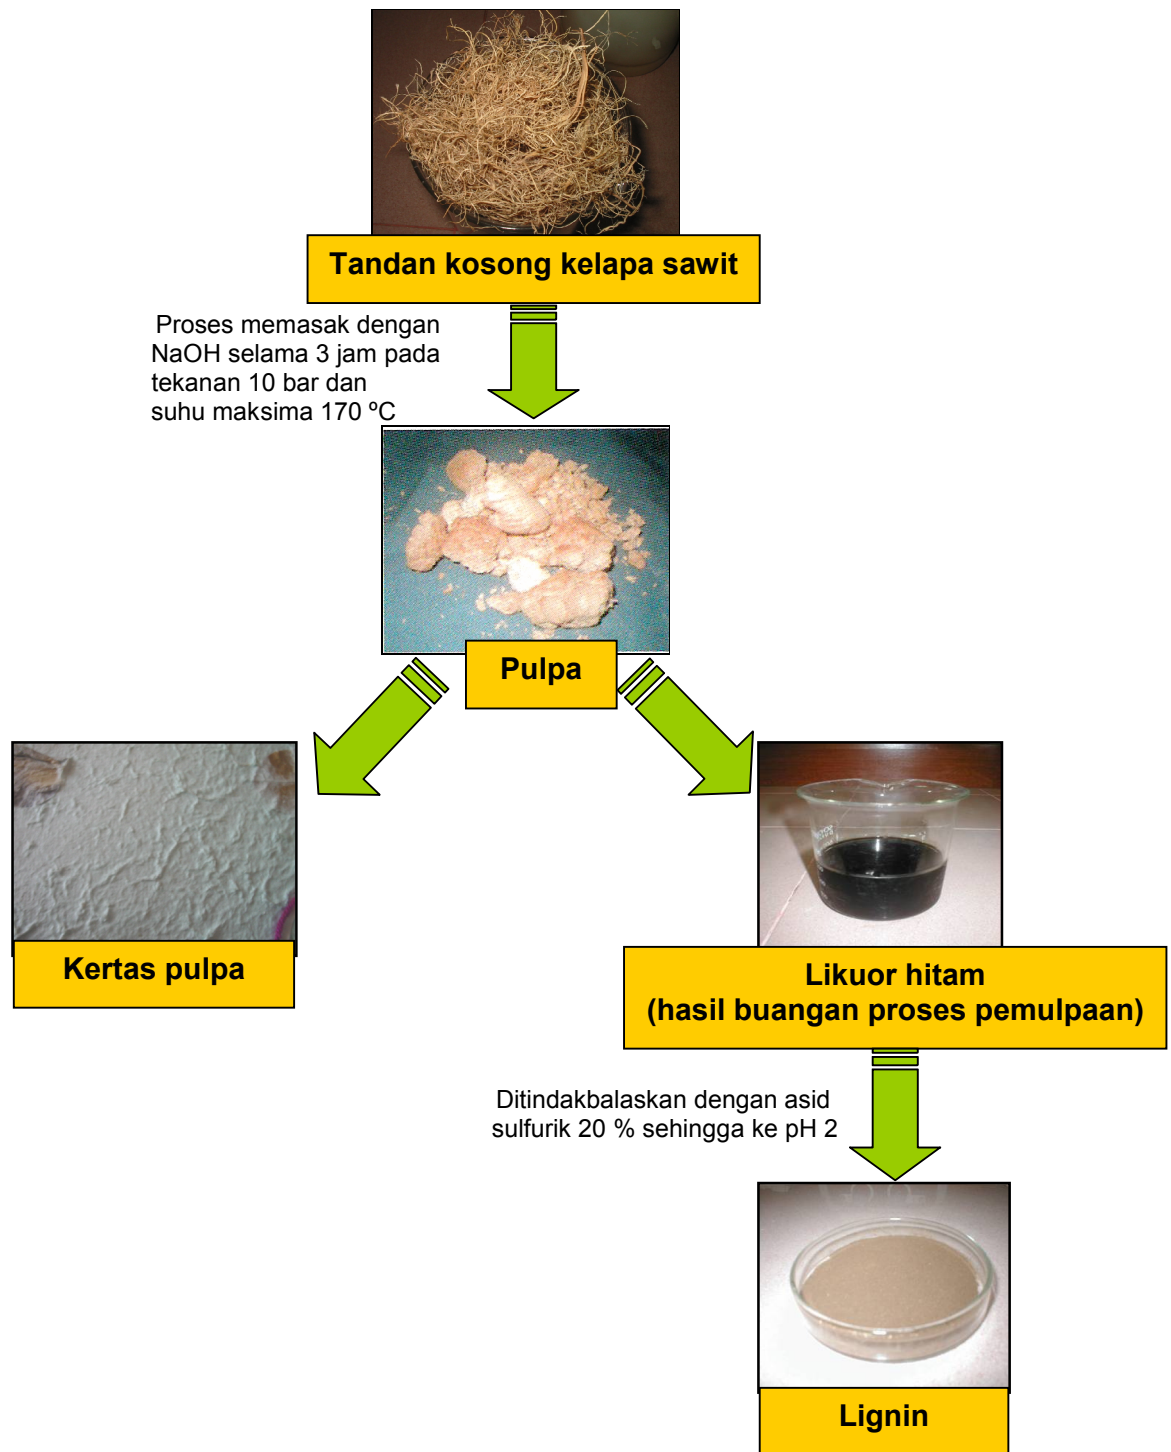 Tandan kosong kelapa sawit
Proses memasak dengan
NaOH selama 3 jam pada
tekanan 10 bar dan
suhu maksima 170 ºC
Pulpa
Kertas pulpa
Likuor hitam
(hasil buangan proses pemulpaan)
Ditindakbalaskan dengan asid
sulfurik 20 % sehingga ke pH 2
Lignin